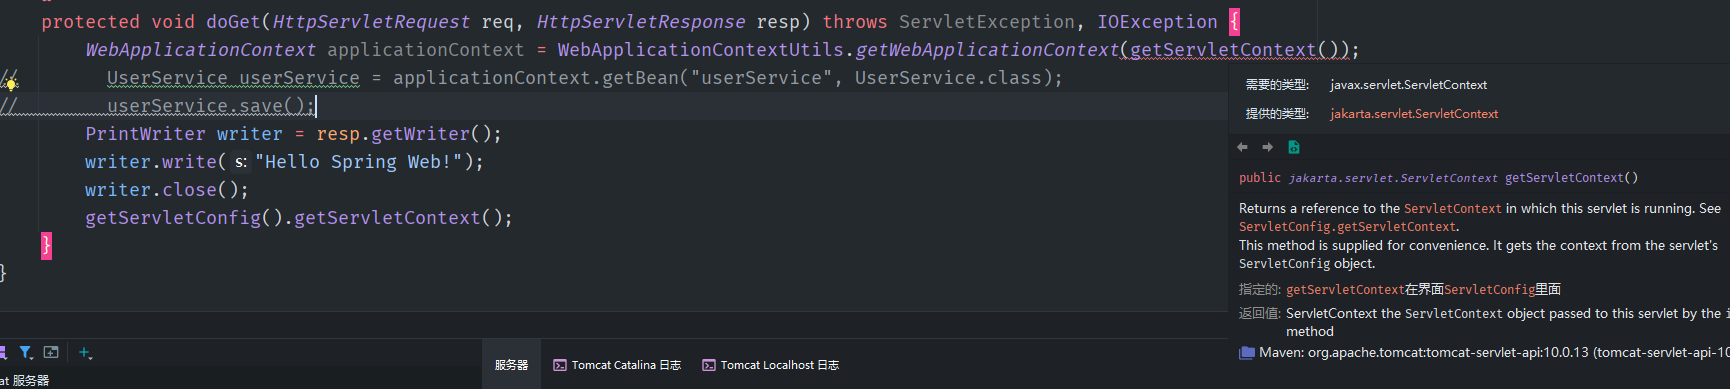 protected void doGet(HttpServletRequest req, HttpServletResponse resp) throws ServletException, IOException {
WebApplicationContext applicationContext = WebApplicationContextUtils.getWebApplicationContext(getServletContext());
// UserService userService = applicationContext.getBean("userService", UserService.class);
// userService.save();
PrintWriter writer = resp.getWriter();
writer.write( s: "Hello Spring Web!");
writer.close();
getServletConfig().getServletContext();
}
}
需要的类型: javax.servlet.ServletContext
提供的类型: jakarta.servlet.ServletContext
public jakarta.servlet.ServletContext getServletContext()
Returns a reference to the ServletContext in which this servlet is running. See
ServletConfig.getServletContext.
This method is supplied for convenience. It gets the context from the servlet's
ServletConfig object.
指定的: getServletContext在界面ServletConfig里面
返回值: ServletContext the ServletContext object passed to this servlet by the i
method
Maven: org.apache.tomcat:tomcat-servlet-api:10.0.13 (tomcat-servlet-api-10
服务器 Tomcat Catalina 日志 Tomcat Localhost 日志
at 服务器